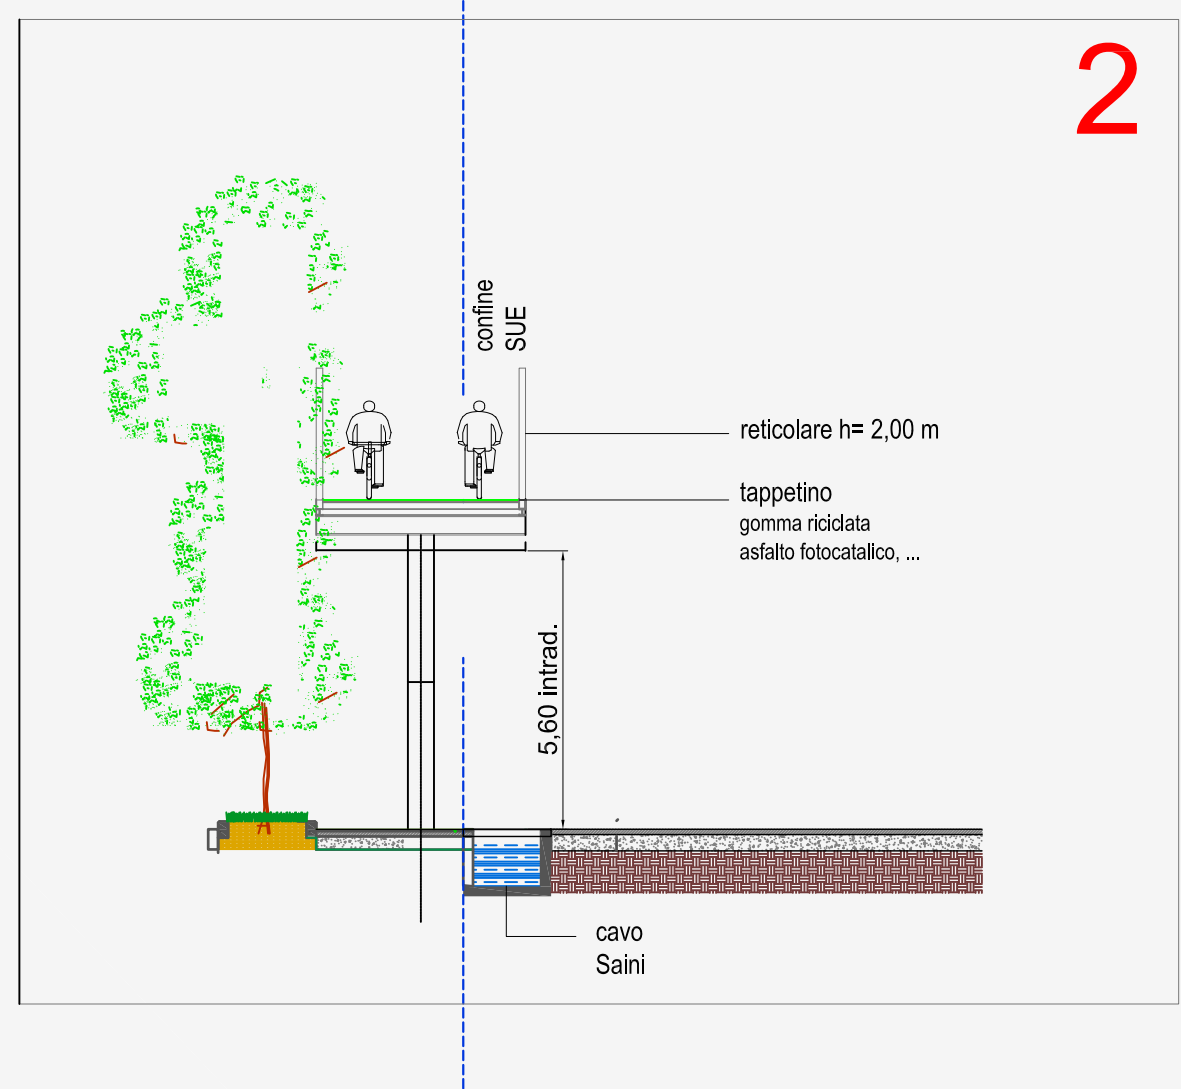 2
confine
SUE
reticolare h= 2,00 m
tappetino
gomma riciclata
asfalto fotocatalico, ...
5,60 intrad.
cavo
Saini